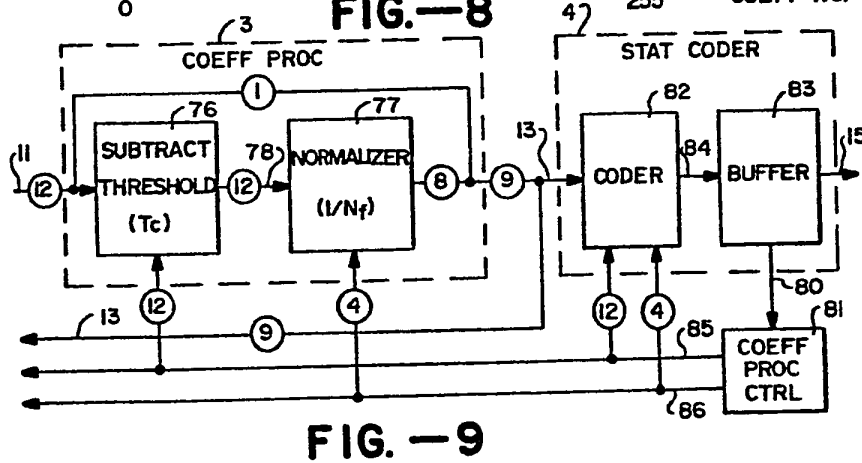 O
FIG.—8
255
3
COEFF PROC
4
STAT CODER
1
76
77
82
83
11
12
SUBTRACT
THRESHOLD
(Tc)
12
78
NORMALIZER
(1/Nf)
8
9
13
CODER
84
BUFFER
15
12
4
12
4
80
81
13
9
85
COEFF
PROC
CTRL
86
FIG.—9